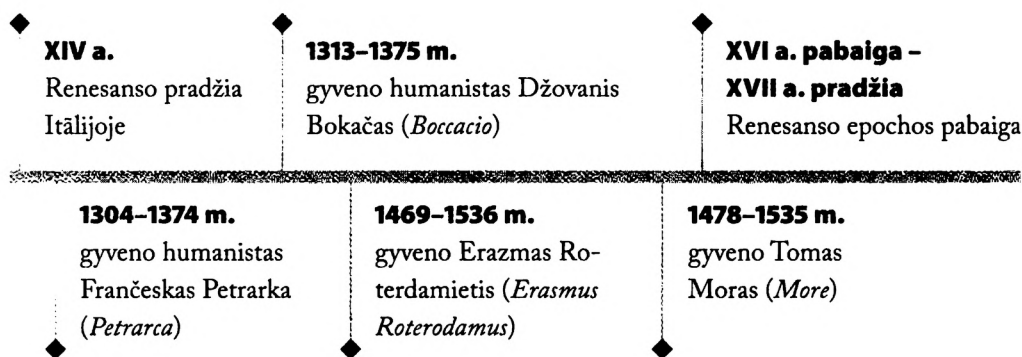 XIV a.
Renesanso pradžia
Itālijoje
1313–1375 m.
gyveno humanistas Džovanis
Bokačas (Boccacio)
XVI a. pabaiga –
XVII a. pradžia
Renesanso epochos pabaiga
1304–1374 m.
gyveno humanistas
Frančeskas Petrarka
(Petrarca)
1469–1536 m.
gyveno Erazmas Ro-
terdamietis (Erasmus
Roterodamus)
1478–1535 m.
gyveno Tomas
Moras (More)